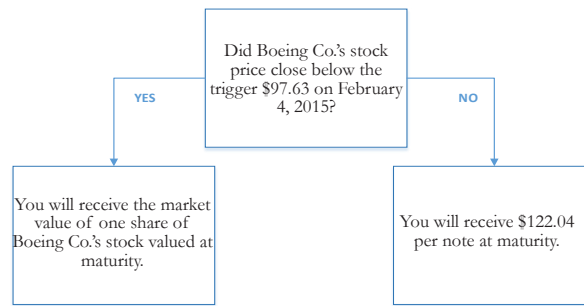 Did Boeing Co.'s stock
price close below the
trigger $97.63 on February
4, 2015?
YES
NO
You will receive the market
value of one share of
Boeing Co.'s stock valued at
maturity.
You will receive $122.04
per note at maturity.